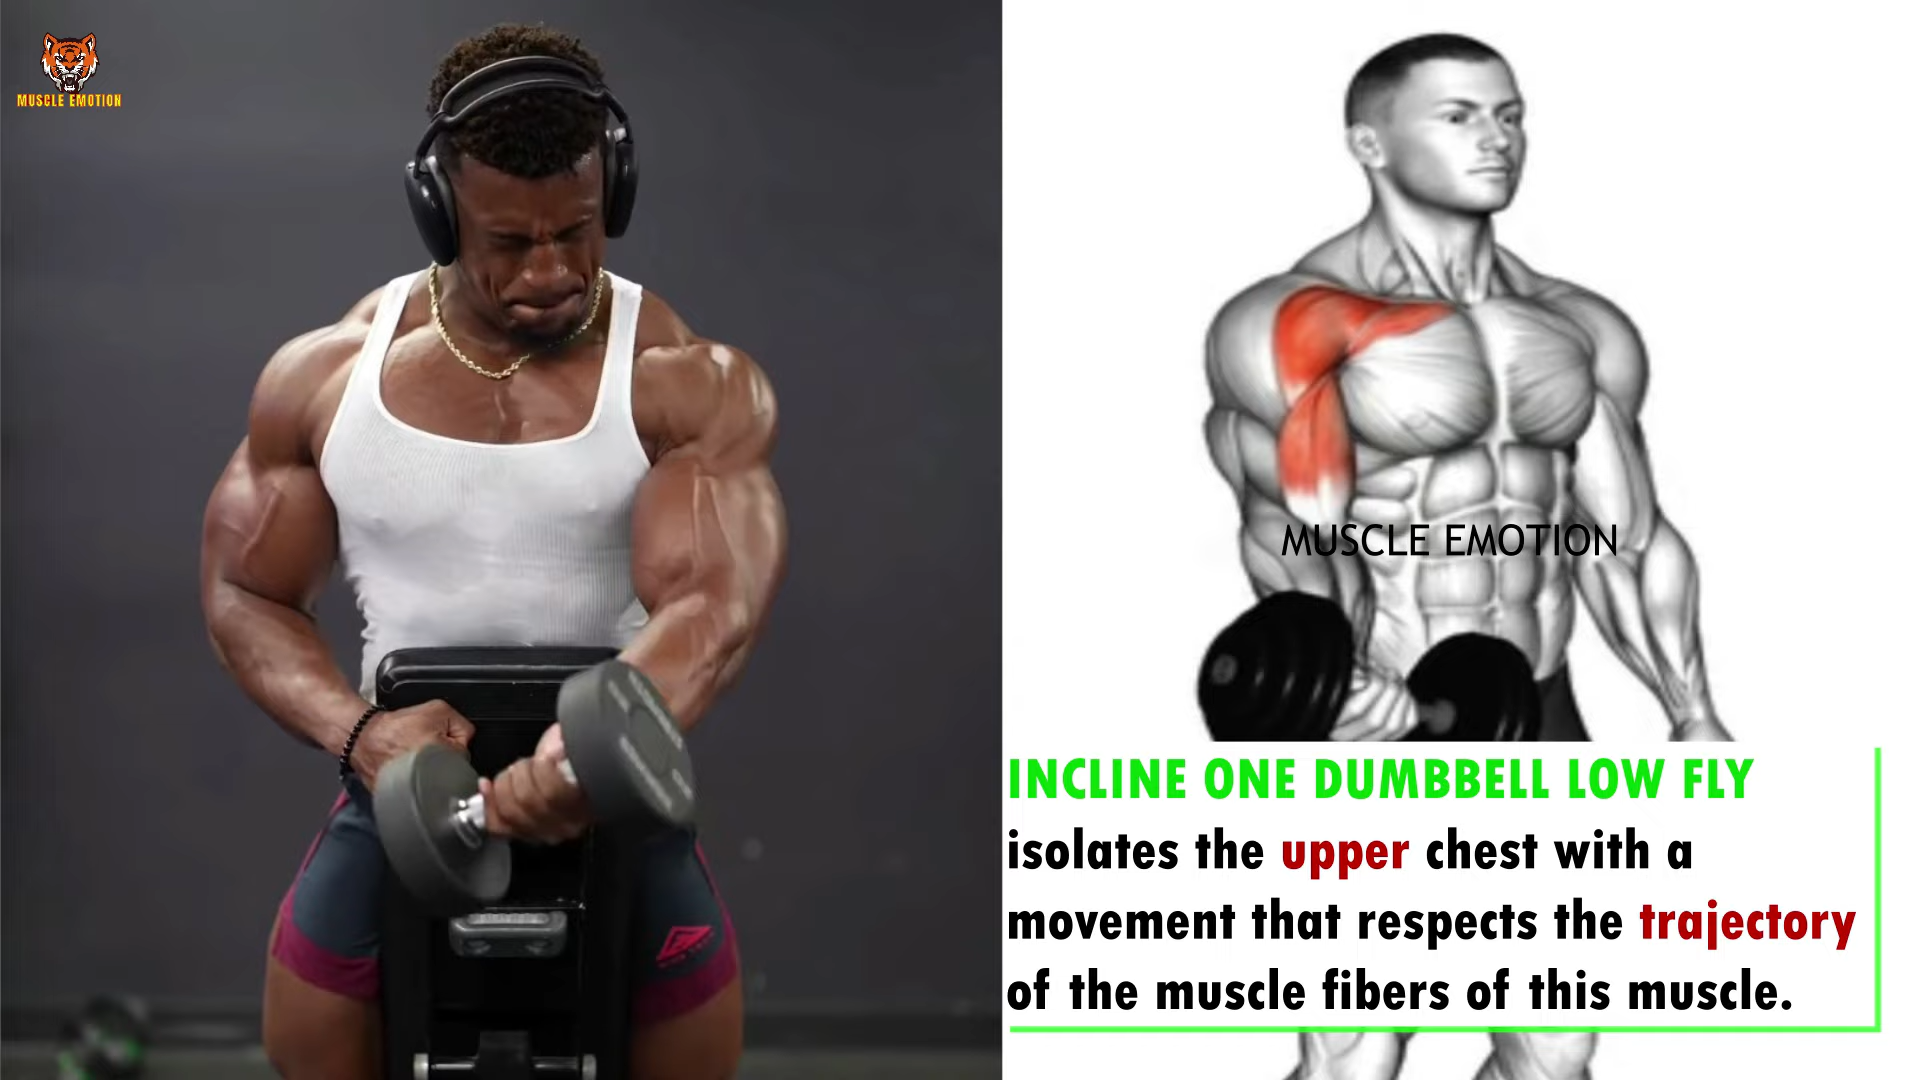 MUSCLE EMOTION
MUSCLE EMOTION
INCLINE ONE DUMBBELL LOW FLY
isolates the upper chest with a
movement that respects the trajectory
of the muscle fibers of this muscle.